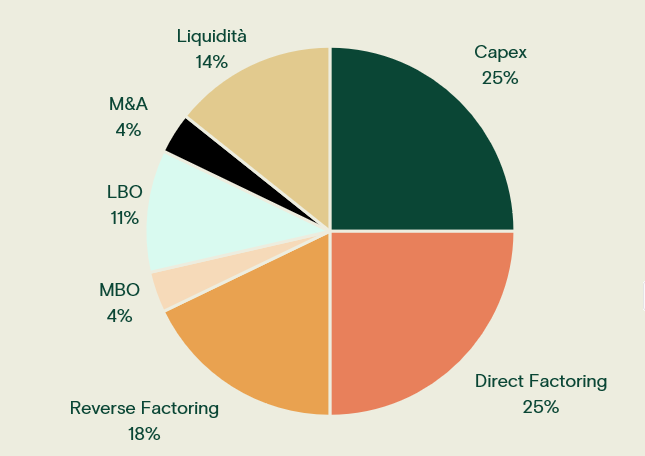 Liquidità
14%
Capex
25%
M&A
4%
LBO
11%
MBO
4%
Direct Factoring
25%
Reverse Factoring
18%